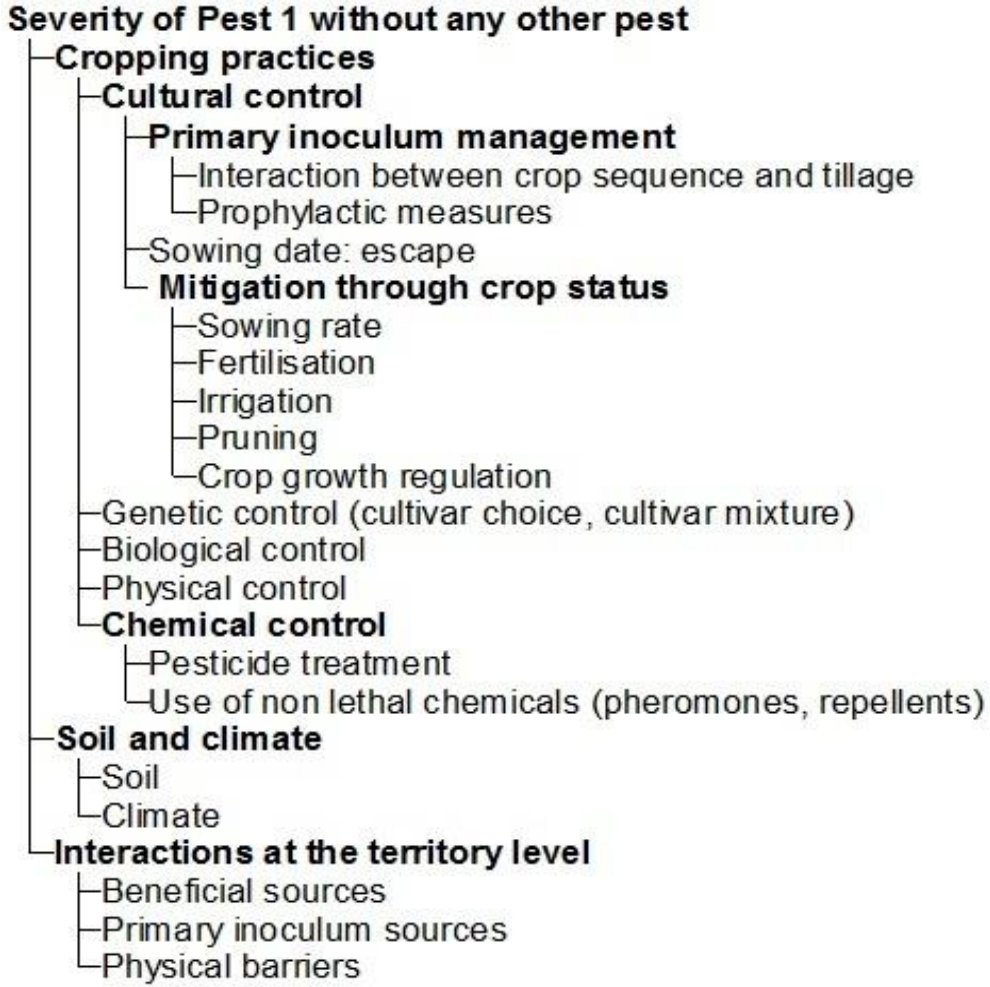 Severity of Pest 1 without any other pest
Cropping practices
Cultural control
Primary inoculum management
Interaction between crop sequence and tillage
Prophylactic measures
Sowing date: escape
Mitigation through crop status
Sowing rate
Fertilisation
Irrigation
Pruning
Crop growth regulation
Genetic control (cultivar choice, cultivar mixture)
Biological control
Physical control
Chemical control
Pesticide treatment
Use of non lethal chemicals (pheromones, repellents)
Soil and climate
Soil
Climate
Interactions at the territory level
Beneficial sources
Primary inoculum sources
Physical barriers